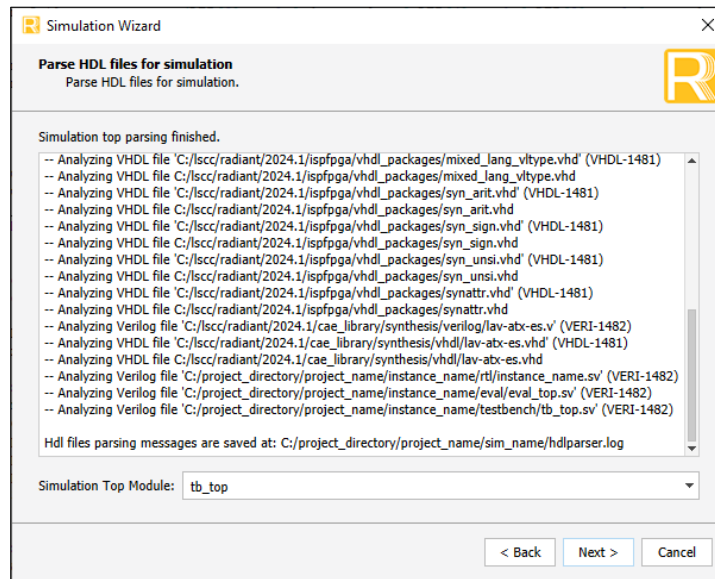 Simulation Wizard
Parse HDL files for simulation
Parse HDL files for simulation.
Simulation top parsing finished.
-- Analyzing VHDL file 'C:/lscc/radiant/2024.1/ispfpga/vhdl_packages/mixed_lang_vltype.vhd' (VHDL-1481)
-- Analyzing VHDL file C:/lscc/radiant/2024.1/ispfpga/vhdl_packages/mixed_lang_vltype.vhd
-- Analyzing VHDL file 'C:/lscc/radiant/2024.1/ispfpga/vhdl_packages/syn_arit.vhd' (VHDL-1481)
-- Analyzing VHDL file C:/lscc/radiant/2024.1/ispfpga/vhdl_packages/syn_arit.vhd
-- Analyzing VHDL file 'C:/lscc/radiant/2024.1/ispfpga/vhdl_packages/syn_sign.vhd' (VHDL-1481)
-- Analyzing VHDL file C:/lscc/radiant/2024.1/ispfpga/vhdl_packages/syn_sign.vhd
-- Analyzing VHDL file 'C:/lscc/radiant/2024.1/ispfpga/vhdl_packages/syn_unsi.vhd' (VHDL-1481)
-- Analyzing VHDL file C:/lscc/radiant/2024.1/ispfpga/vhdl_packages/syn_unsi.vhd
-- Analyzing VHDL file 'C:/lscc/radiant/2024.1/ispfpga/vhdl_packages/synattr.vhd' (VHDL-1481)
-- Analyzing VHDL file C:/lscc/radiant/2024.1/ispfpga/vhdl_packages/synattr.vhd
-- Analyzing Verilog file 'C:/lscc/radiant/2024.1/cae_library/synthesis/verilog/lav-atx-es.v' (VERI-1482)
-- Analyzing VHDL file 'C:/lscc/radiant/2024.1/cae_library/synthesis/vhdl/lav-atx-es.vhd' (VHDL-1481)
-- Analyzing VHDL file C:/lscc/radiant/2024.1/cae_library/synthesis/vhdl/lav-atx-es.vhd
-- Analyzing Verilog file 'C:/project_directory/project_name/instance_name/rtl/instance_name.sv' (VERI-1482)
-- Analyzing Verilog file 'C:/project_directory/project_name/instance_name/eval/eval_top.sv' (VERI-1482)
-- Analyzing Verilog file 'C:/project_directory/project_name/instance_name/testbench/tb_top.sv' (VERI-1482)
Hdl files parsing messages are saved at: C:/project_directory/project_name/sim_name/hdlparser.log
Simulation Top Module: tb_top
< Back Next > Cancel